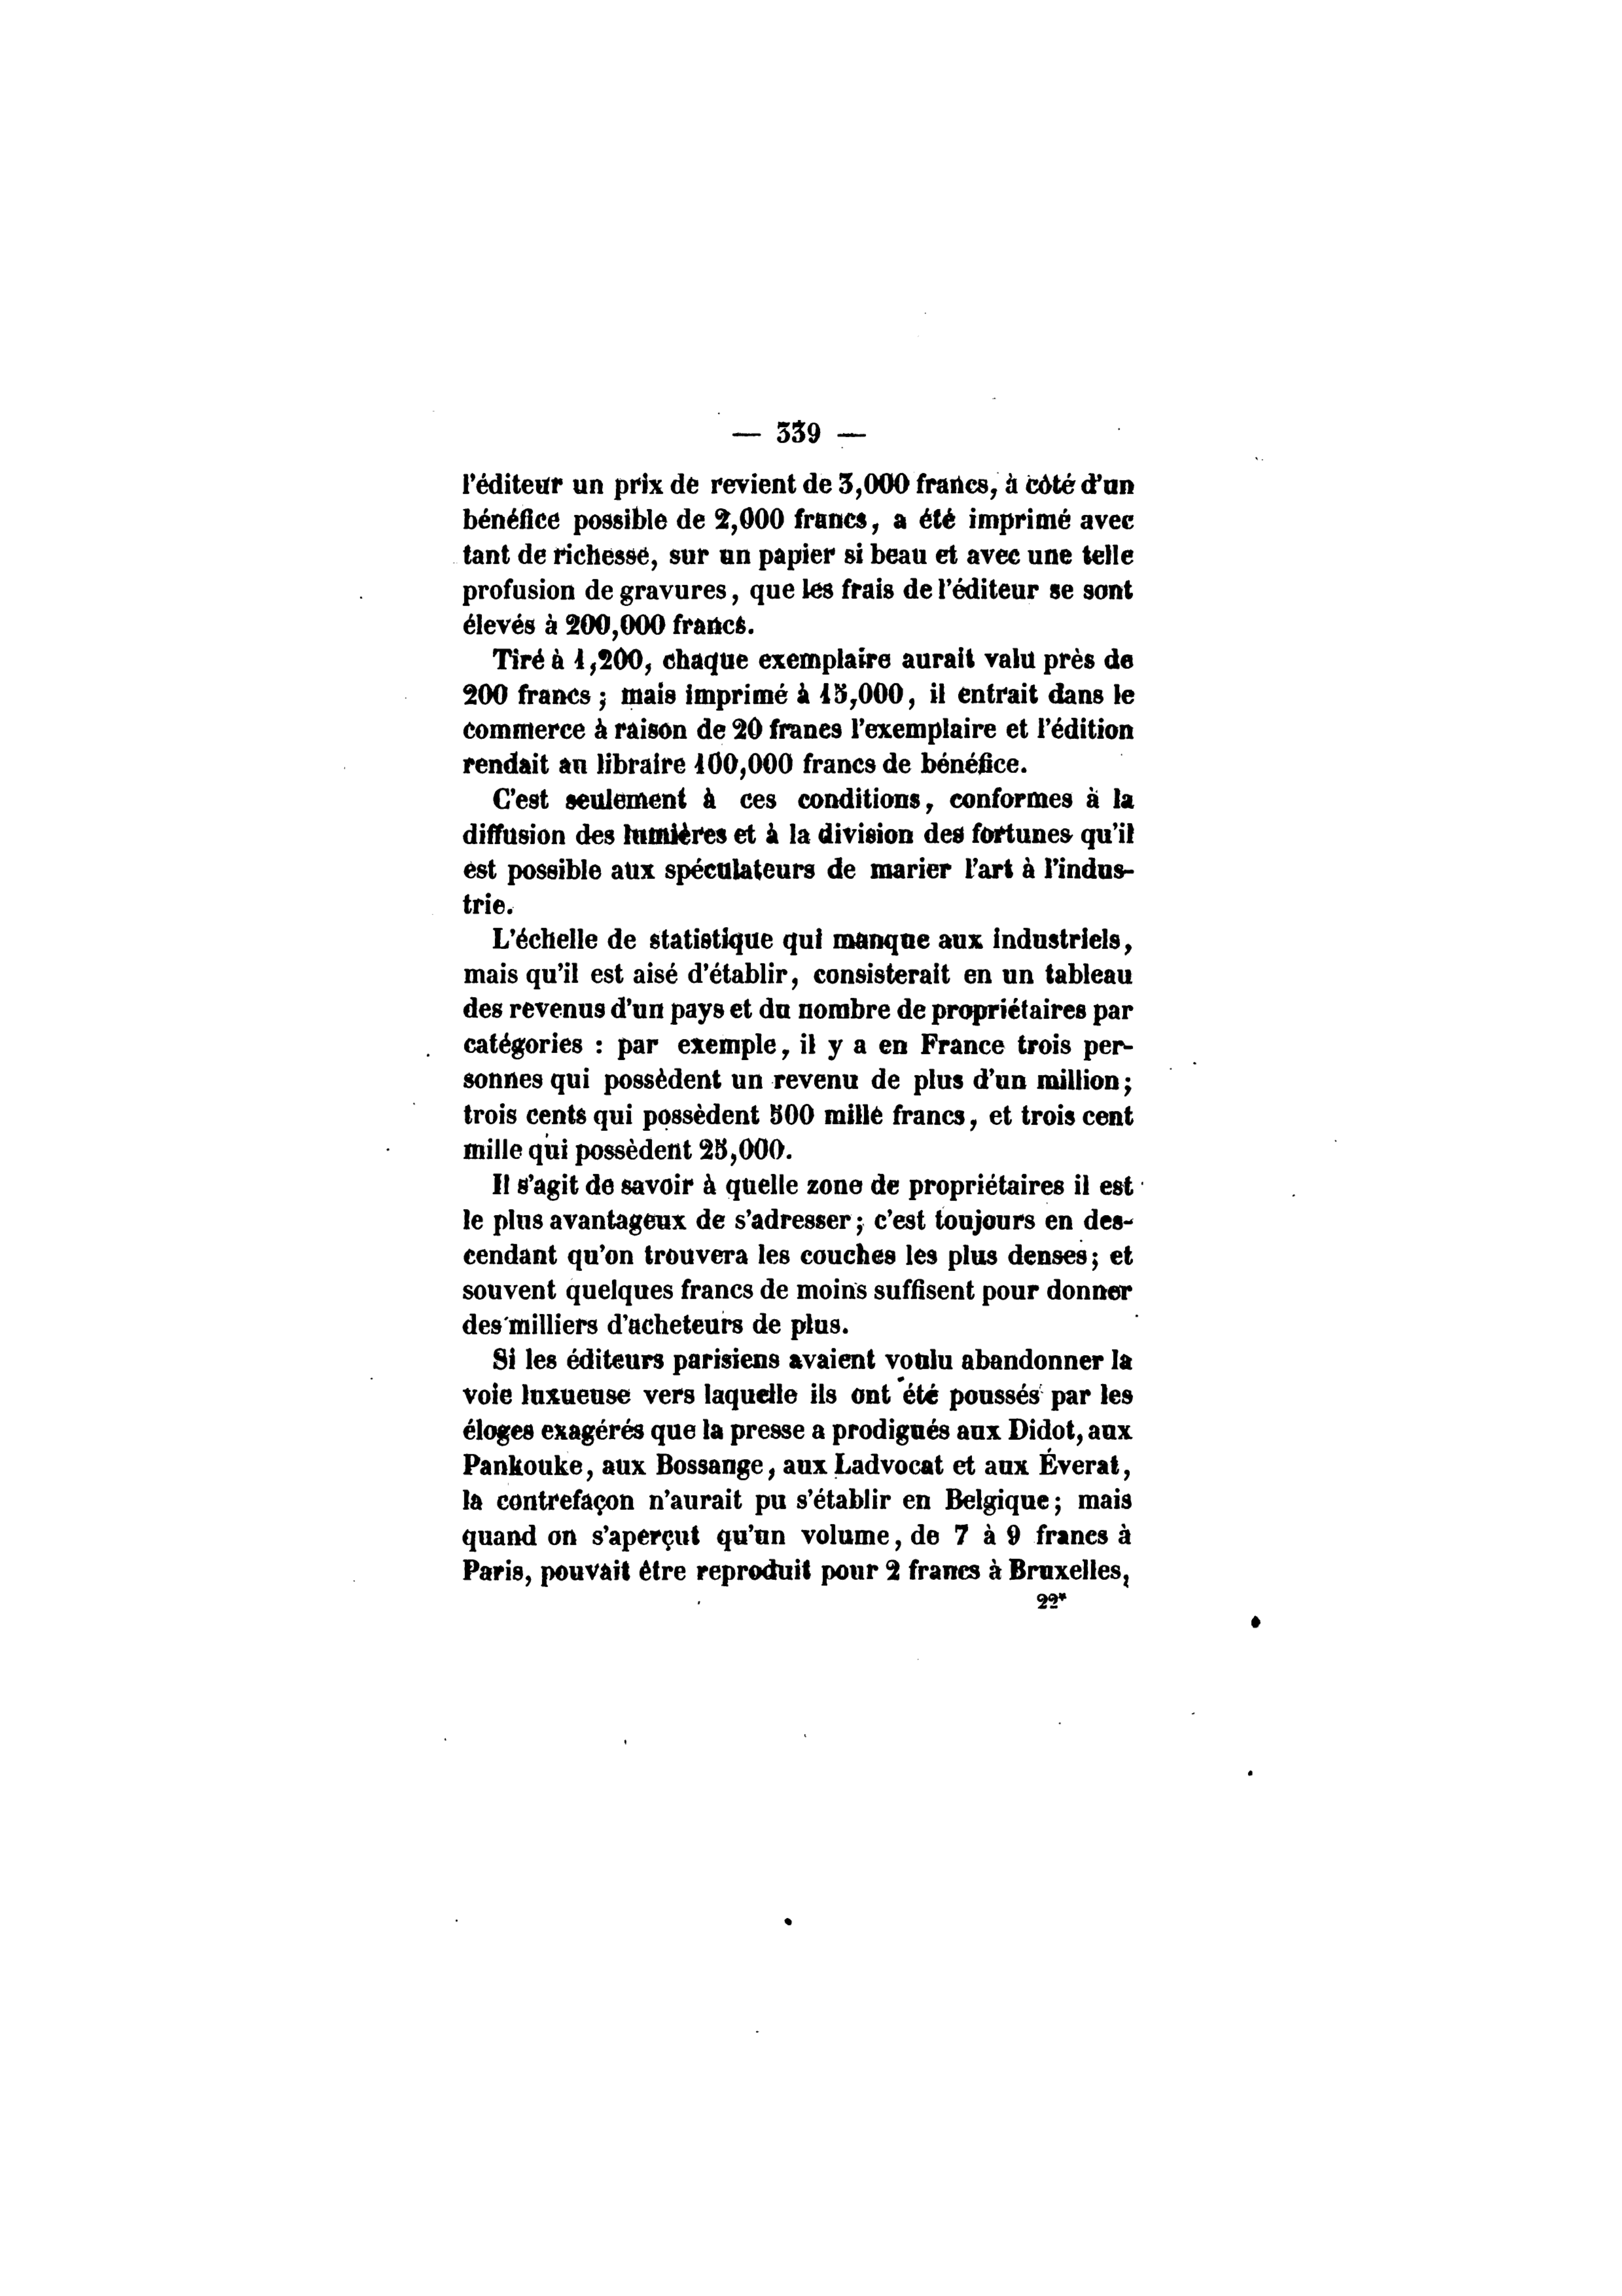 — 339 —
l'éditeur un prix de revient de 3,000 francs, à côté d'un
bénéfice possible de 2,000 francs, a été imprimé avec
tant de richesse, sur un papier si beau et avec une telle
profusion de gravures, que les frais de l'éditeur se sont
élevés à 200,000 francs.
Tiré à 1,200, chaque exemplaire aurait valu près de
200 francs ; mais imprimé à 15,000, il entrait dans le
commerce à raison de 20 francs l'exemplaire et l'édition
rendait au libraire 100,000 francs de bénéfice.
C'est seulement à ces conditions, conformes à la
diffusion des lumières et à la division des fortunes qu'il
est possible aux spéculateurs de marier l'art à l'indus-
trie.
L'échelle de statistique qui manque aux industriels,
mais qu'il est aisé d'établir, consisterait en un tableau
des revenus d'un pays et du nombre de propriétaires par
catégories : par exemple, il y a en France trois per-
sonnes qui possèdent un revenu de plus d'un million;
trois cents qui possèdent 500 mille francs, et trois cent
mille qui possèdent 25,000.
Il s'agit de savoir à quelle zone de propriétaires il est
le plus avantageux de s'adresser; c'est toujours en des-
cendant qu'on trouvera les couches les plus denses; et
souvent quelques francs de moins suffisent pour donner
des milliers d'acheteurs de plus.
Si les éditeurs parisiens avaient voulu abandonner la
voie luxueuse vers laquelle ils ont été poussés par les
éloges exagérés que la presse a prodigués aux Didot, aux
Pankouke, aux Bossange, aux Ladvocat et aux Éverat,
la contrefaçon n'aurait pu s'établir en Belgique; mais
quand on s'aperçut qu'un volume, de 7 à 9 francs à
Paris, pouvait être reproduit pour 2 francs à Bruxelles,
22*